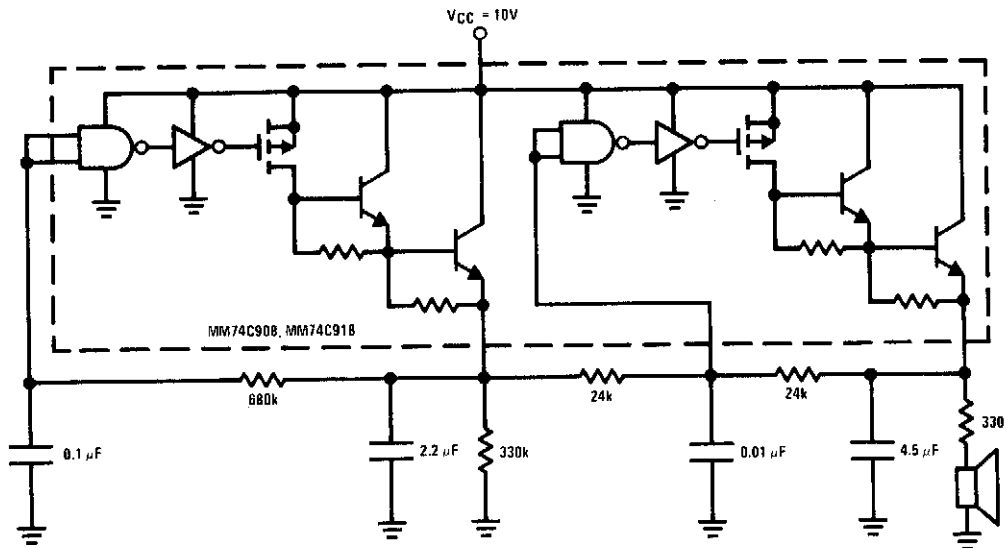 VCC = 10V
MM74C908, MM74C918
680k
24k
24k
0.1 µF
2.2 µF
330k
0.01 µF
4.5 µF
330